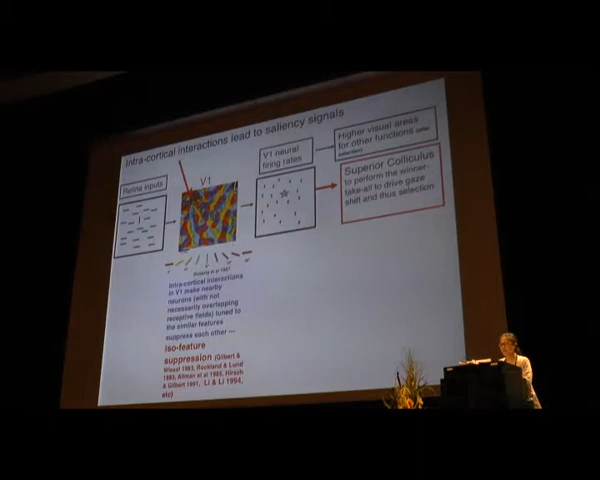 Intra-cortical interactions lead to saliency signals
Retina inputs
V1
V1 neural
firing rates
Higher visual areas
for other functions (after
selection)
Superior Colliculus
to perform the winner-
take-all to drive gaze
shift and thus selection
Intra-cortical interactions
in V1 make nearby
neurons (with not
necessarily overlapping
receptive fields) tuned to
the similar features
suppress each other ---
iso-feature
suppression (Gilbert &
Wiesel 1983, Rockland & Lund
1983, Allman et al 1985, Hirsch
& Gilbert 1991, Li & Li 1994,
etc)